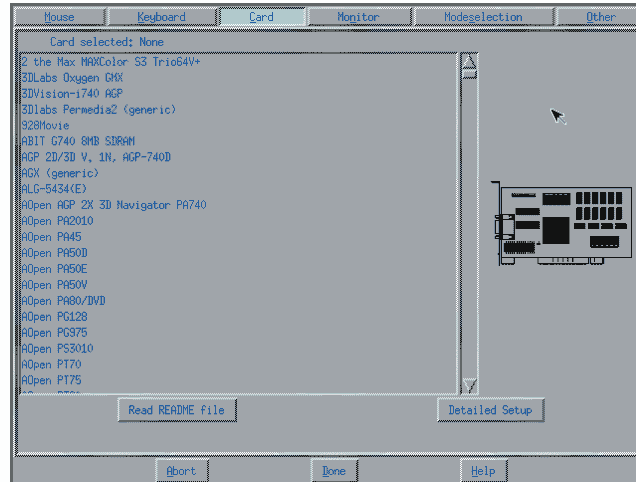 Mouse Keyboard Card Monitor Modeselection Other
Card selected: None
2 the Max MAXColor S3 Trio64V+
3DLabs Oxygen GMX
3DVision-i740 AGP
3Dlabs Permedia2 (generic)
928Movie
ABIT G740 8MB SDRAM
AGP 2D/3D V. 1N, AGP-740D
AGX (generic)
ALG-5434(E)
AOpen AGP 2X 3D Navigator PA740
AOpen PA2010
AOpen PA45
AOpen PA50D
AOpen PA50E
AOpen PA50V
AOpen PA80/DVD
AOpen PG128
AOpen PG975
AOpen PS3010
AOpen PT70
AOpen PT75
Read README file Detailed Setup
Abort Done Help